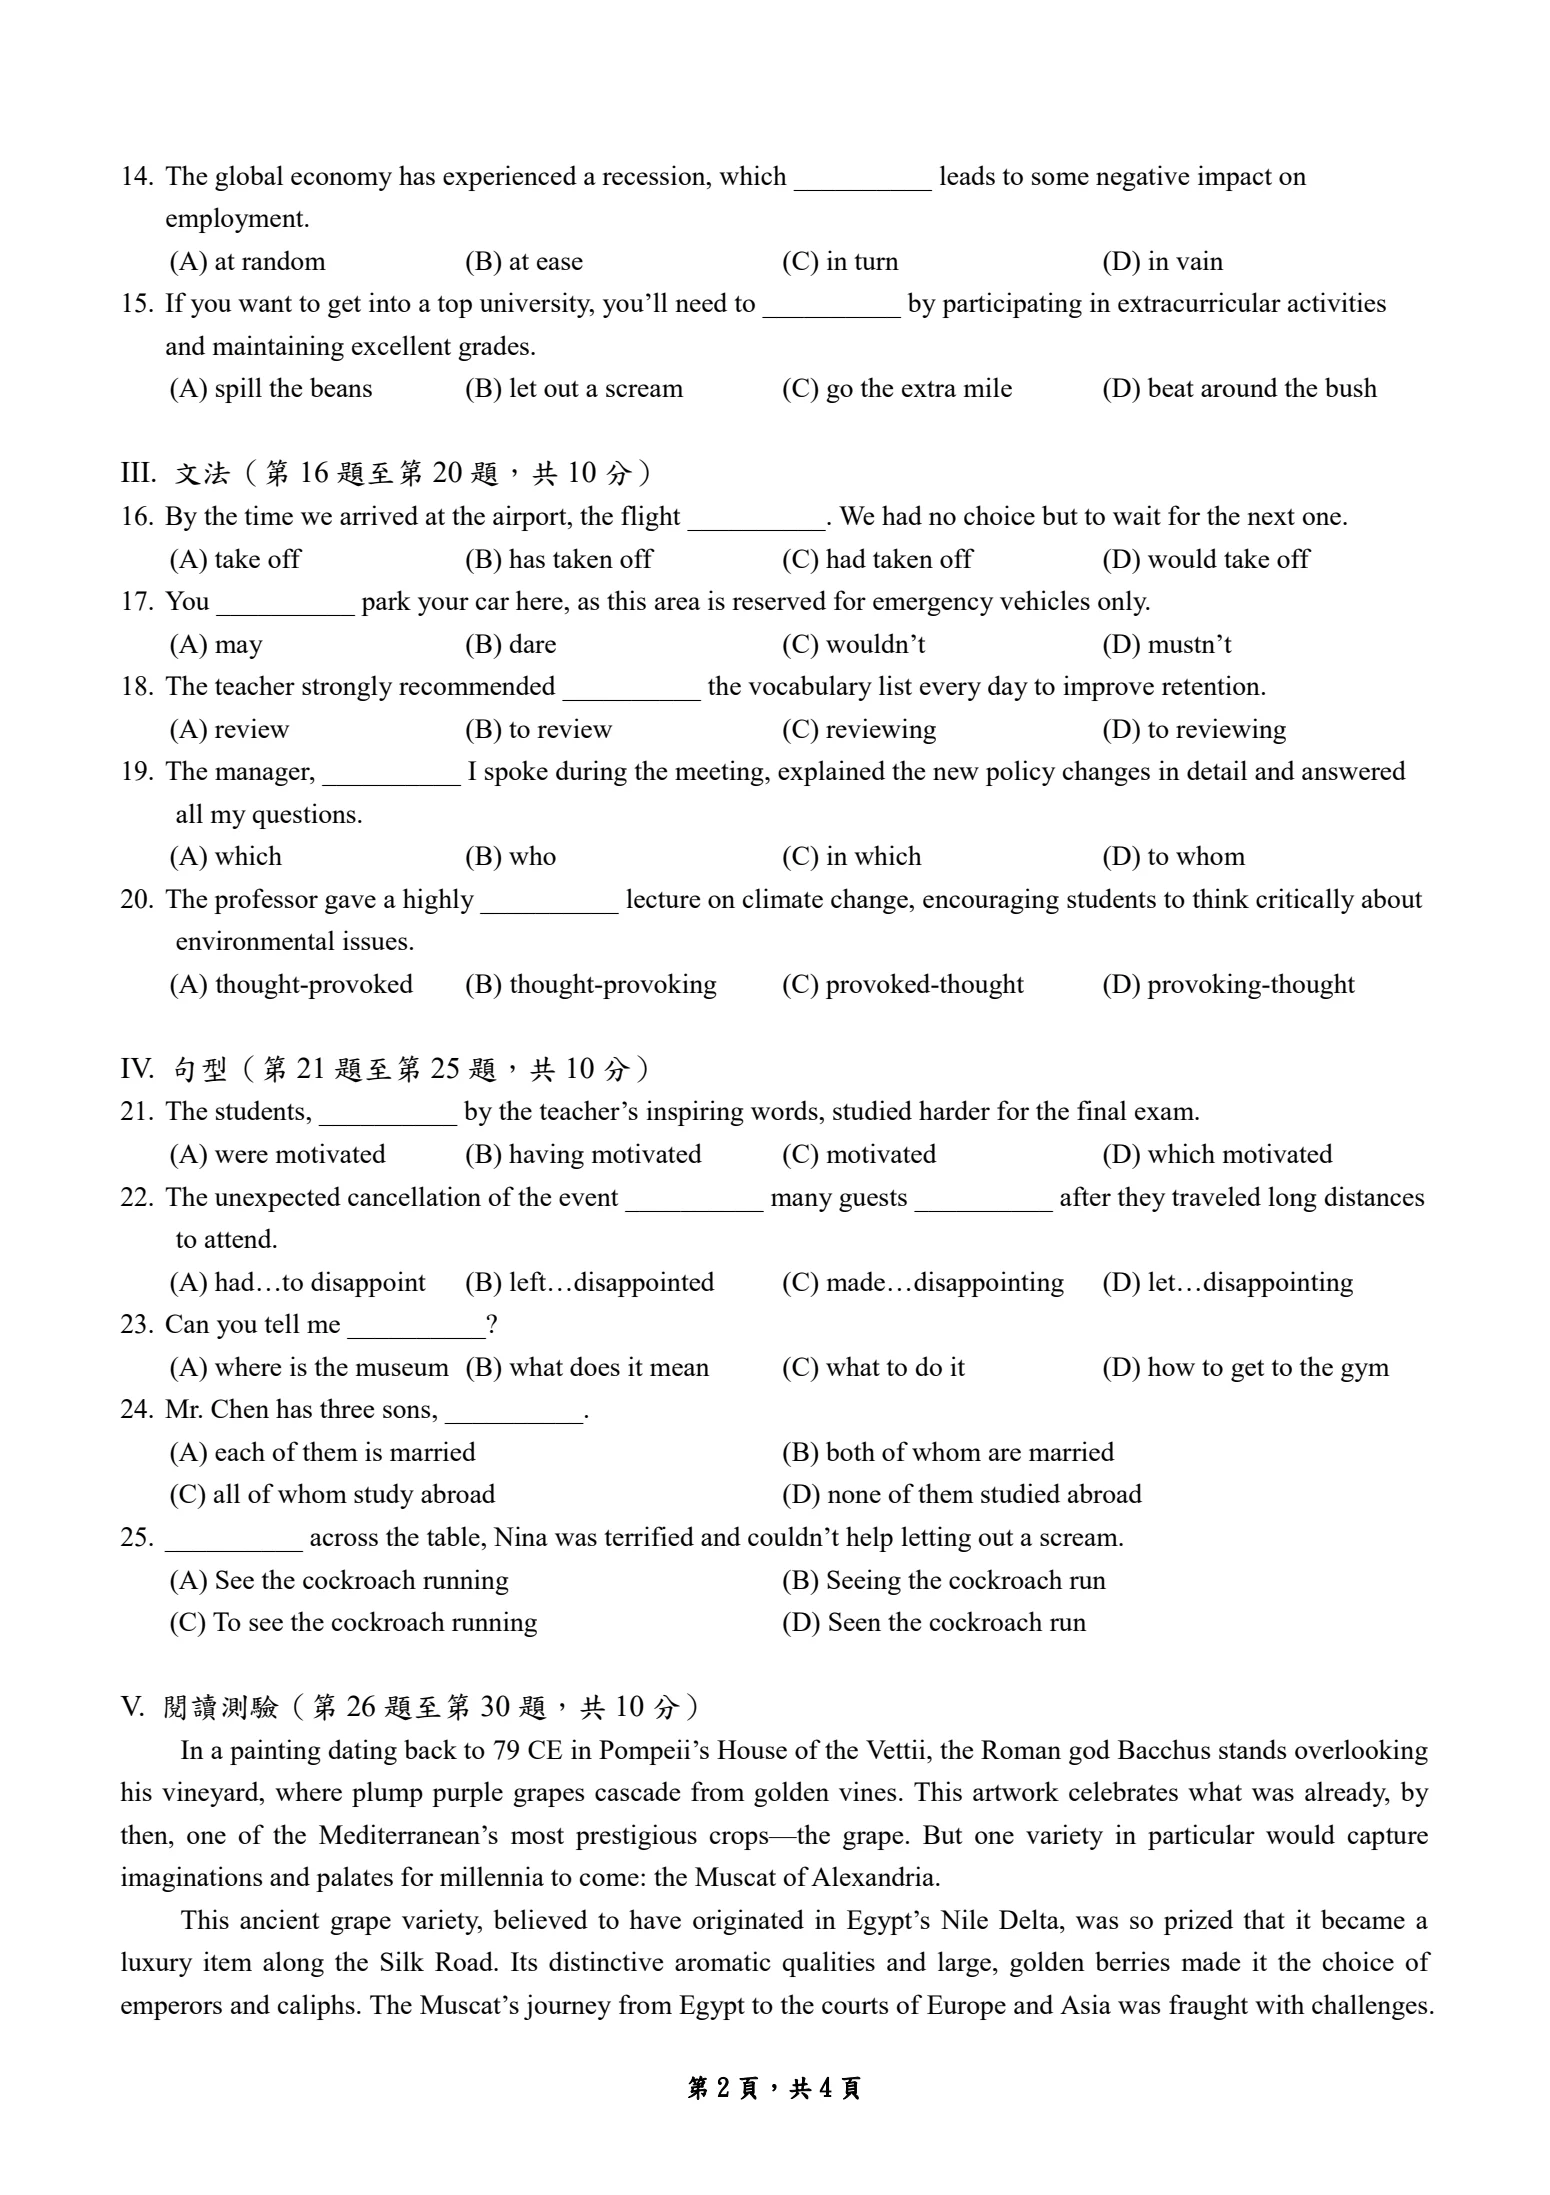 14. The global economy has experienced a recession, which __________ leads to some negative impact on
employment.
(A) at random (B) at ease (C) in turn (D) in vain
15. If you want to get into a top university, you’ll need to __________ by participating in extracurricular activities
and maintaining excellent grades.
(A) spill the beans (B) let out a scream (C) go the extra mile (D) beat around the bush
III. 文法（第 16 題至第 20 題，共 10 分）
16. By the time we arrived at the airport, the flight __________. We had no choice but to wait for the next one.
(A) take off (B) has taken off (C) had taken off (D) would take off
17. You __________ park your car here, as this area is reserved for emergency vehicles only.
(A) may (B) dare (C) wouldn’t (D) mustn’t
18. The teacher strongly recommended __________ the vocabulary list every day to improve retention.
(A) review (B) to review (C) reviewing (D) to reviewing
19. The manager, __________ I spoke during the meeting, explained the new policy changes in detail and answered
all my questions.
(A) which (B) who (C) in which (D) to whom
20. The professor gave a highly __________ lecture on climate change, encouraging students to think critically about
environmental issues.
(A) thought-provoked (B) thought-provoking (C) provoked-thought (D) provoking-thought
IV. 句型（第 21 題至第 25 題，共 10 分）
21. The students, __________ by the teacher’s inspiring words, studied harder for the final exam.
(A) were motivated (B) having motivated (C) motivated (D) which motivated
22. The unexpected cancellation of the event __________ many guests __________ after they traveled long distances
to attend.
(A) had…to disappoint (B) left…disappointed (C) made…disappointing (D) let…disappointing
23. Can you tell me __________?
(A) where is the museum (B) what does it mean (C) what to do it (D) how to get to the gym
24. Mr. Chen has three sons, __________.
(A) each of them is married (B) both of whom are married
(C) all of whom study abroad (D) none of them studied abroad
25. __________ across the table, Nina was terrified and couldn’t help letting out a scream.
(A) See the cockroach running (B) Seeing the cockroach run
(C) To see the cockroach running (D) Seen the cockroach run
V. 閱讀測驗（第 26 題至第 30 題，共 10 分）
In a painting dating back to 79 CE in Pompeii’s House of the Vettii, the Roman god Bacchus stands overlooking
his vineyard, where plump purple grapes cascade from golden vines. This artwork celebrates what was already, by
then, one of the Mediterranean’s most prestigious crops—the grape. But one variety in particular would capture
imaginations and palates for millennia to come: the Muscat of Alexandria.
This ancient grape variety, believed to have originated in Egypt’s Nile Delta, was so prized that it became a
luxury item along the Silk Road. Its distinctive aromatic qualities and large, golden berries made it the choice of
emperors and caliphs. The Muscat’s journey from Egypt to the courts of Europe and Asia was fraught with challenges.
第 2 頁，共 4 頁